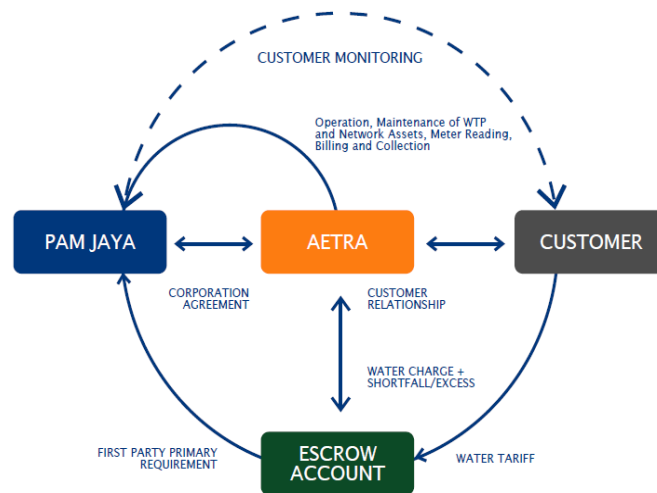 CUSTOMER MONITORING
Operation, Maintenance of WTP
and Network Assets, Meter Reading,
Billing and Collection
PAM JAYA
AETRA
CUSTOMER
CORPORATION
AGREEMENT
CUSTOMER
RELATIONSHIP
WATER CHARGE +
SHORTFALL/EXCESS
FIRST PARTY PRIMARY
REQUIREMENT
ESCROW
ACCOUNT
WATER TARIFF